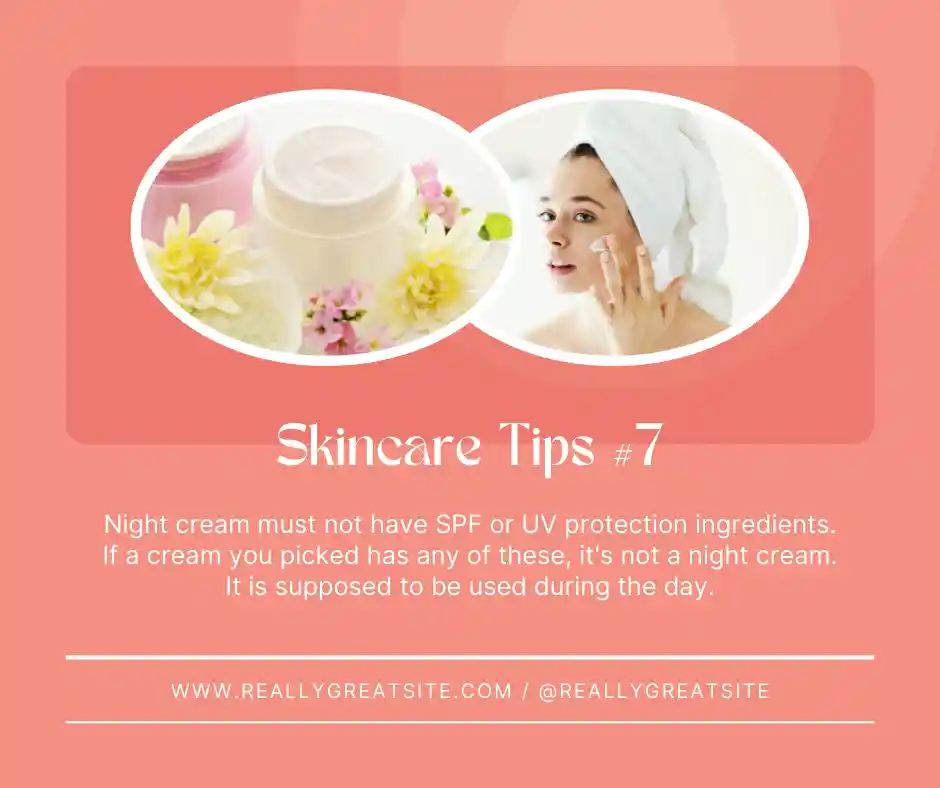 Skincare Tips #7
Night cream must not have SPF or UV protection ingredients.
If a cream you picked has any of these, it's not a night cream.
It is supposed to be used during the day.
WWW.REALLYGREATSITE.COM / @REALLYGREATSITE